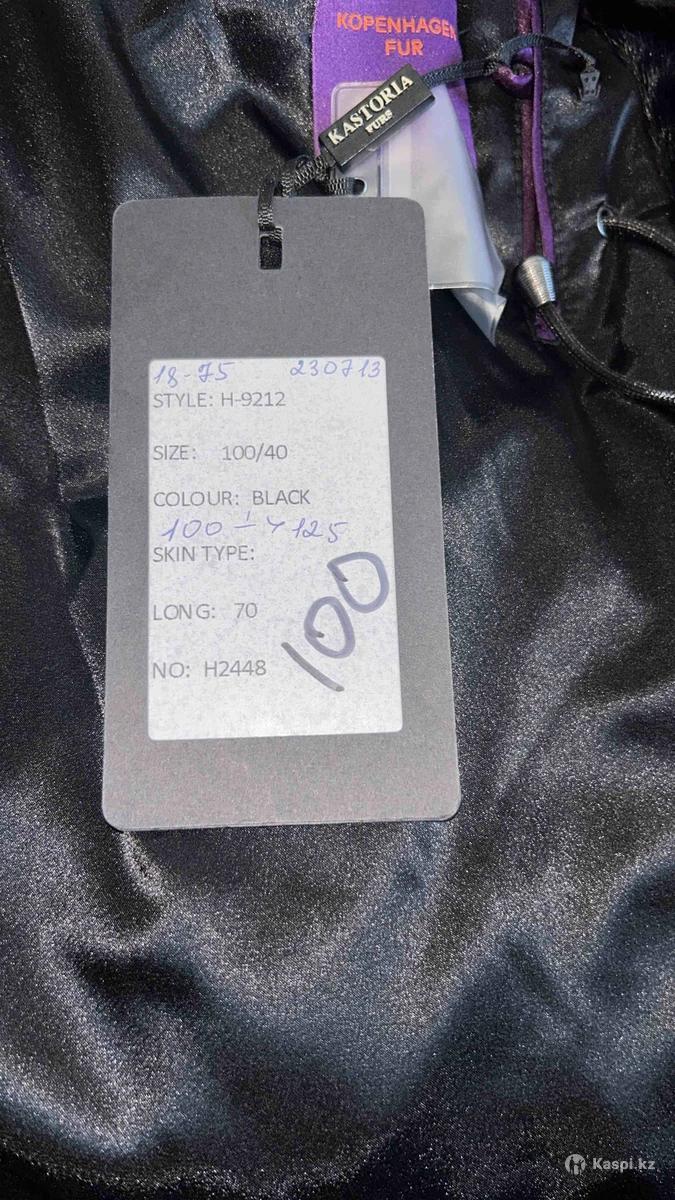 KOPENHAGEN
FUR
KASTORIA
FURS
18-75 230713
STYLE: H-9212
SIZE: 100/40
COLOUR: BLACK
100 - 125
SKIN TYPE:
LONG: 70
100
NO: H2448
Kaspi.kz